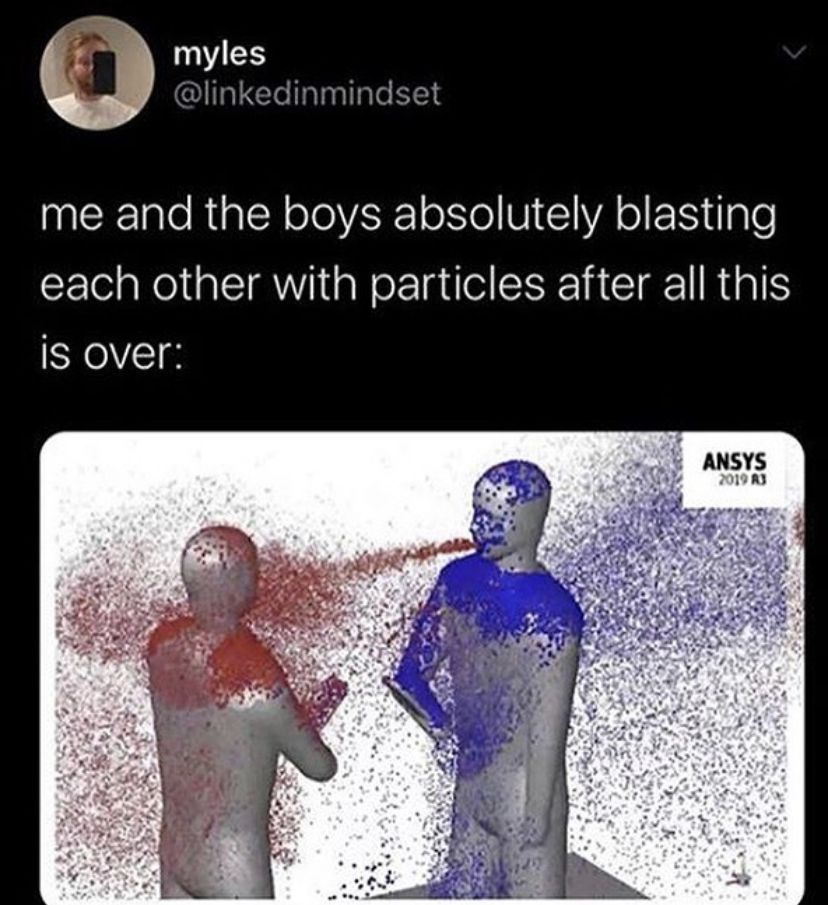 myles
@linkedinmindset
me and the boys absolutely blasting
each other with particles after all this
is over:
ANSYS
2019 R3